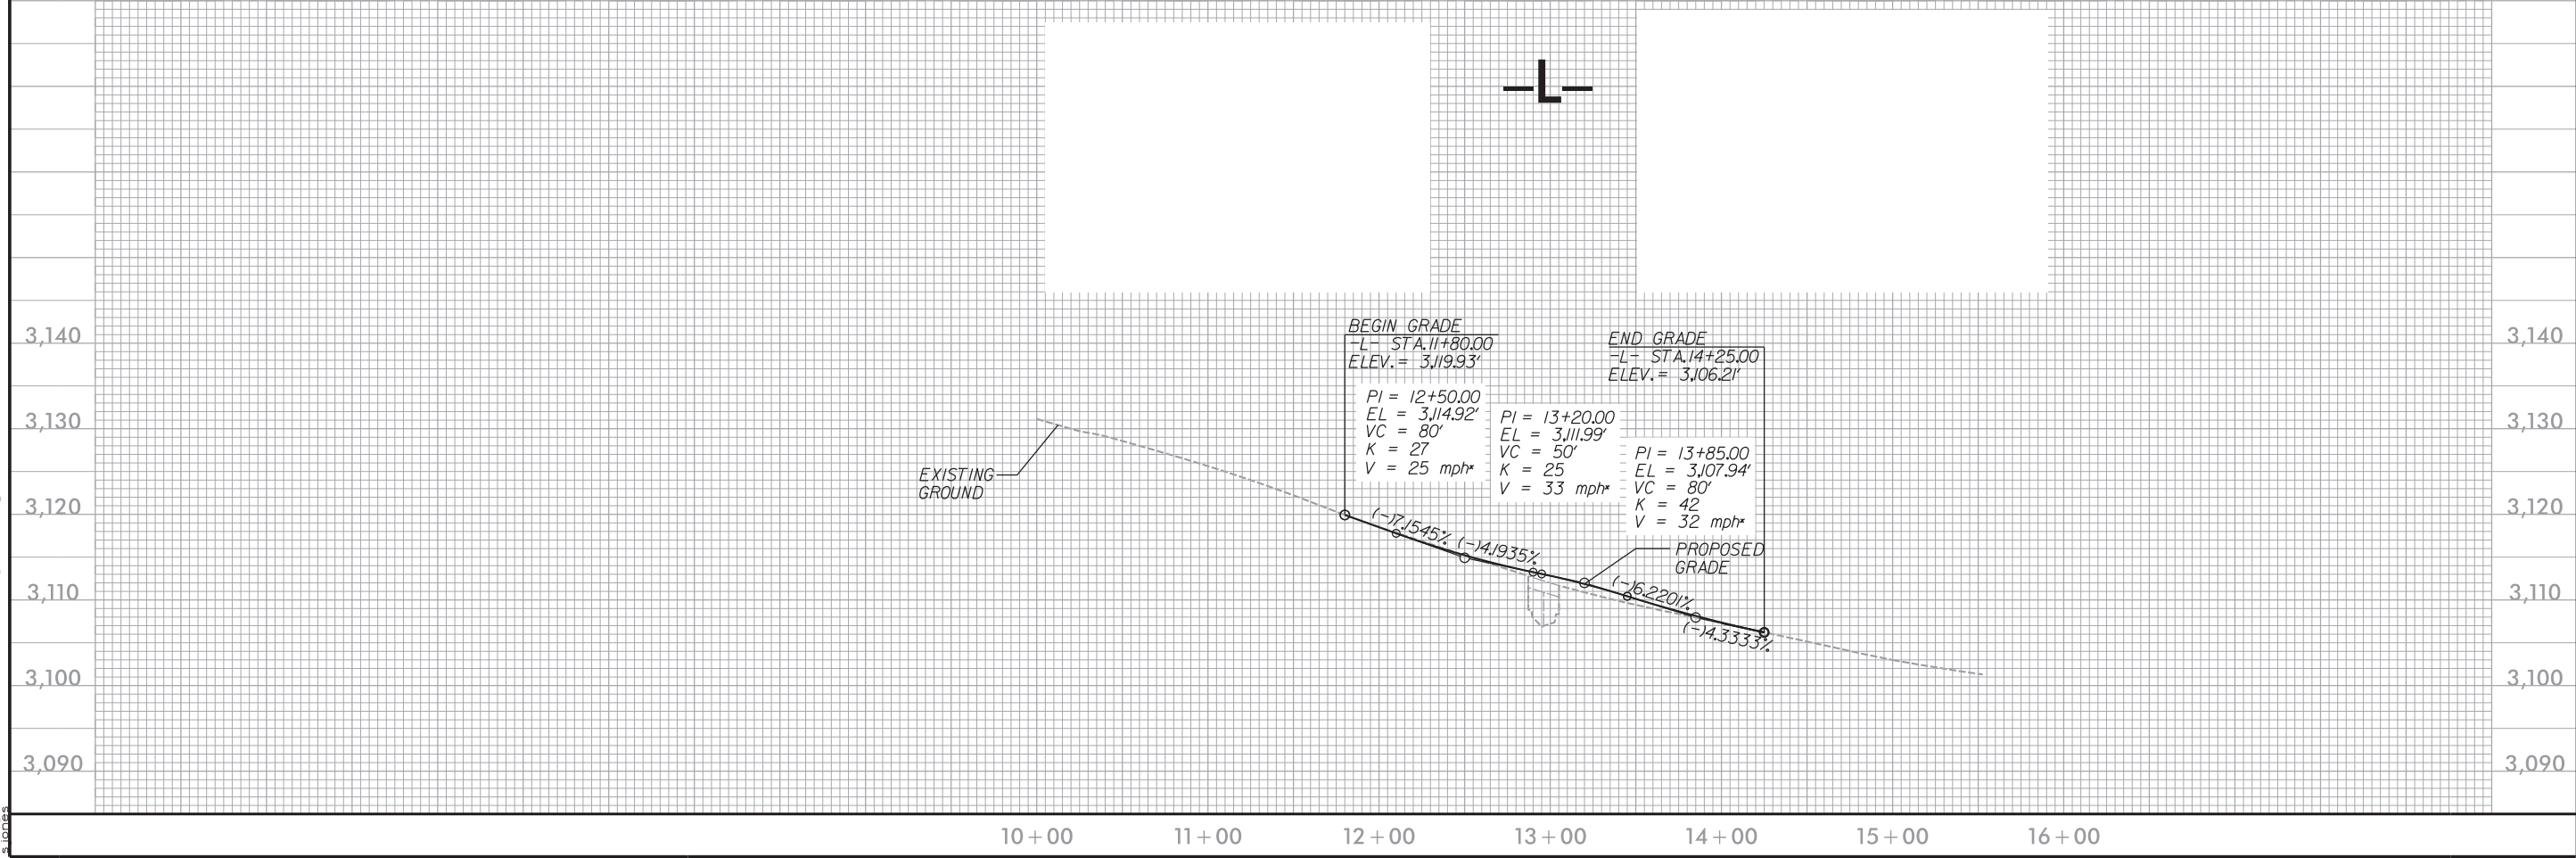 -L-
3,140
3,130
3,120
3,110
3,100
3,090
BEGIN GRADE
-L- STA.11+80.00
ELEV.= 3,119.93'
END GRADE
-L- STA.14+25.00
ELEV.= 3,106.21'
PI = 12+50.00
EL = 3,114.92'
VC = 80'
K = 27
V = 25 mph*
PI = 13+20.00
EL = 3,111.99'
VC = 50'
K = 25
V = 33 mph*
PI = 13+85.00
EL = 3,107.94'
VC = 80'
K = 42
V = 32 mph*
EXISTING
GROUND
(-)7.1545%
(-)4.1935%
PROPOSED
GRADE
(-)6.2201%
(-)4.3333%
3,140
3,130
3,120
3,110
3,100
3,090
10+00
11+00
12+00
13+00
14+00
15+00
16+00